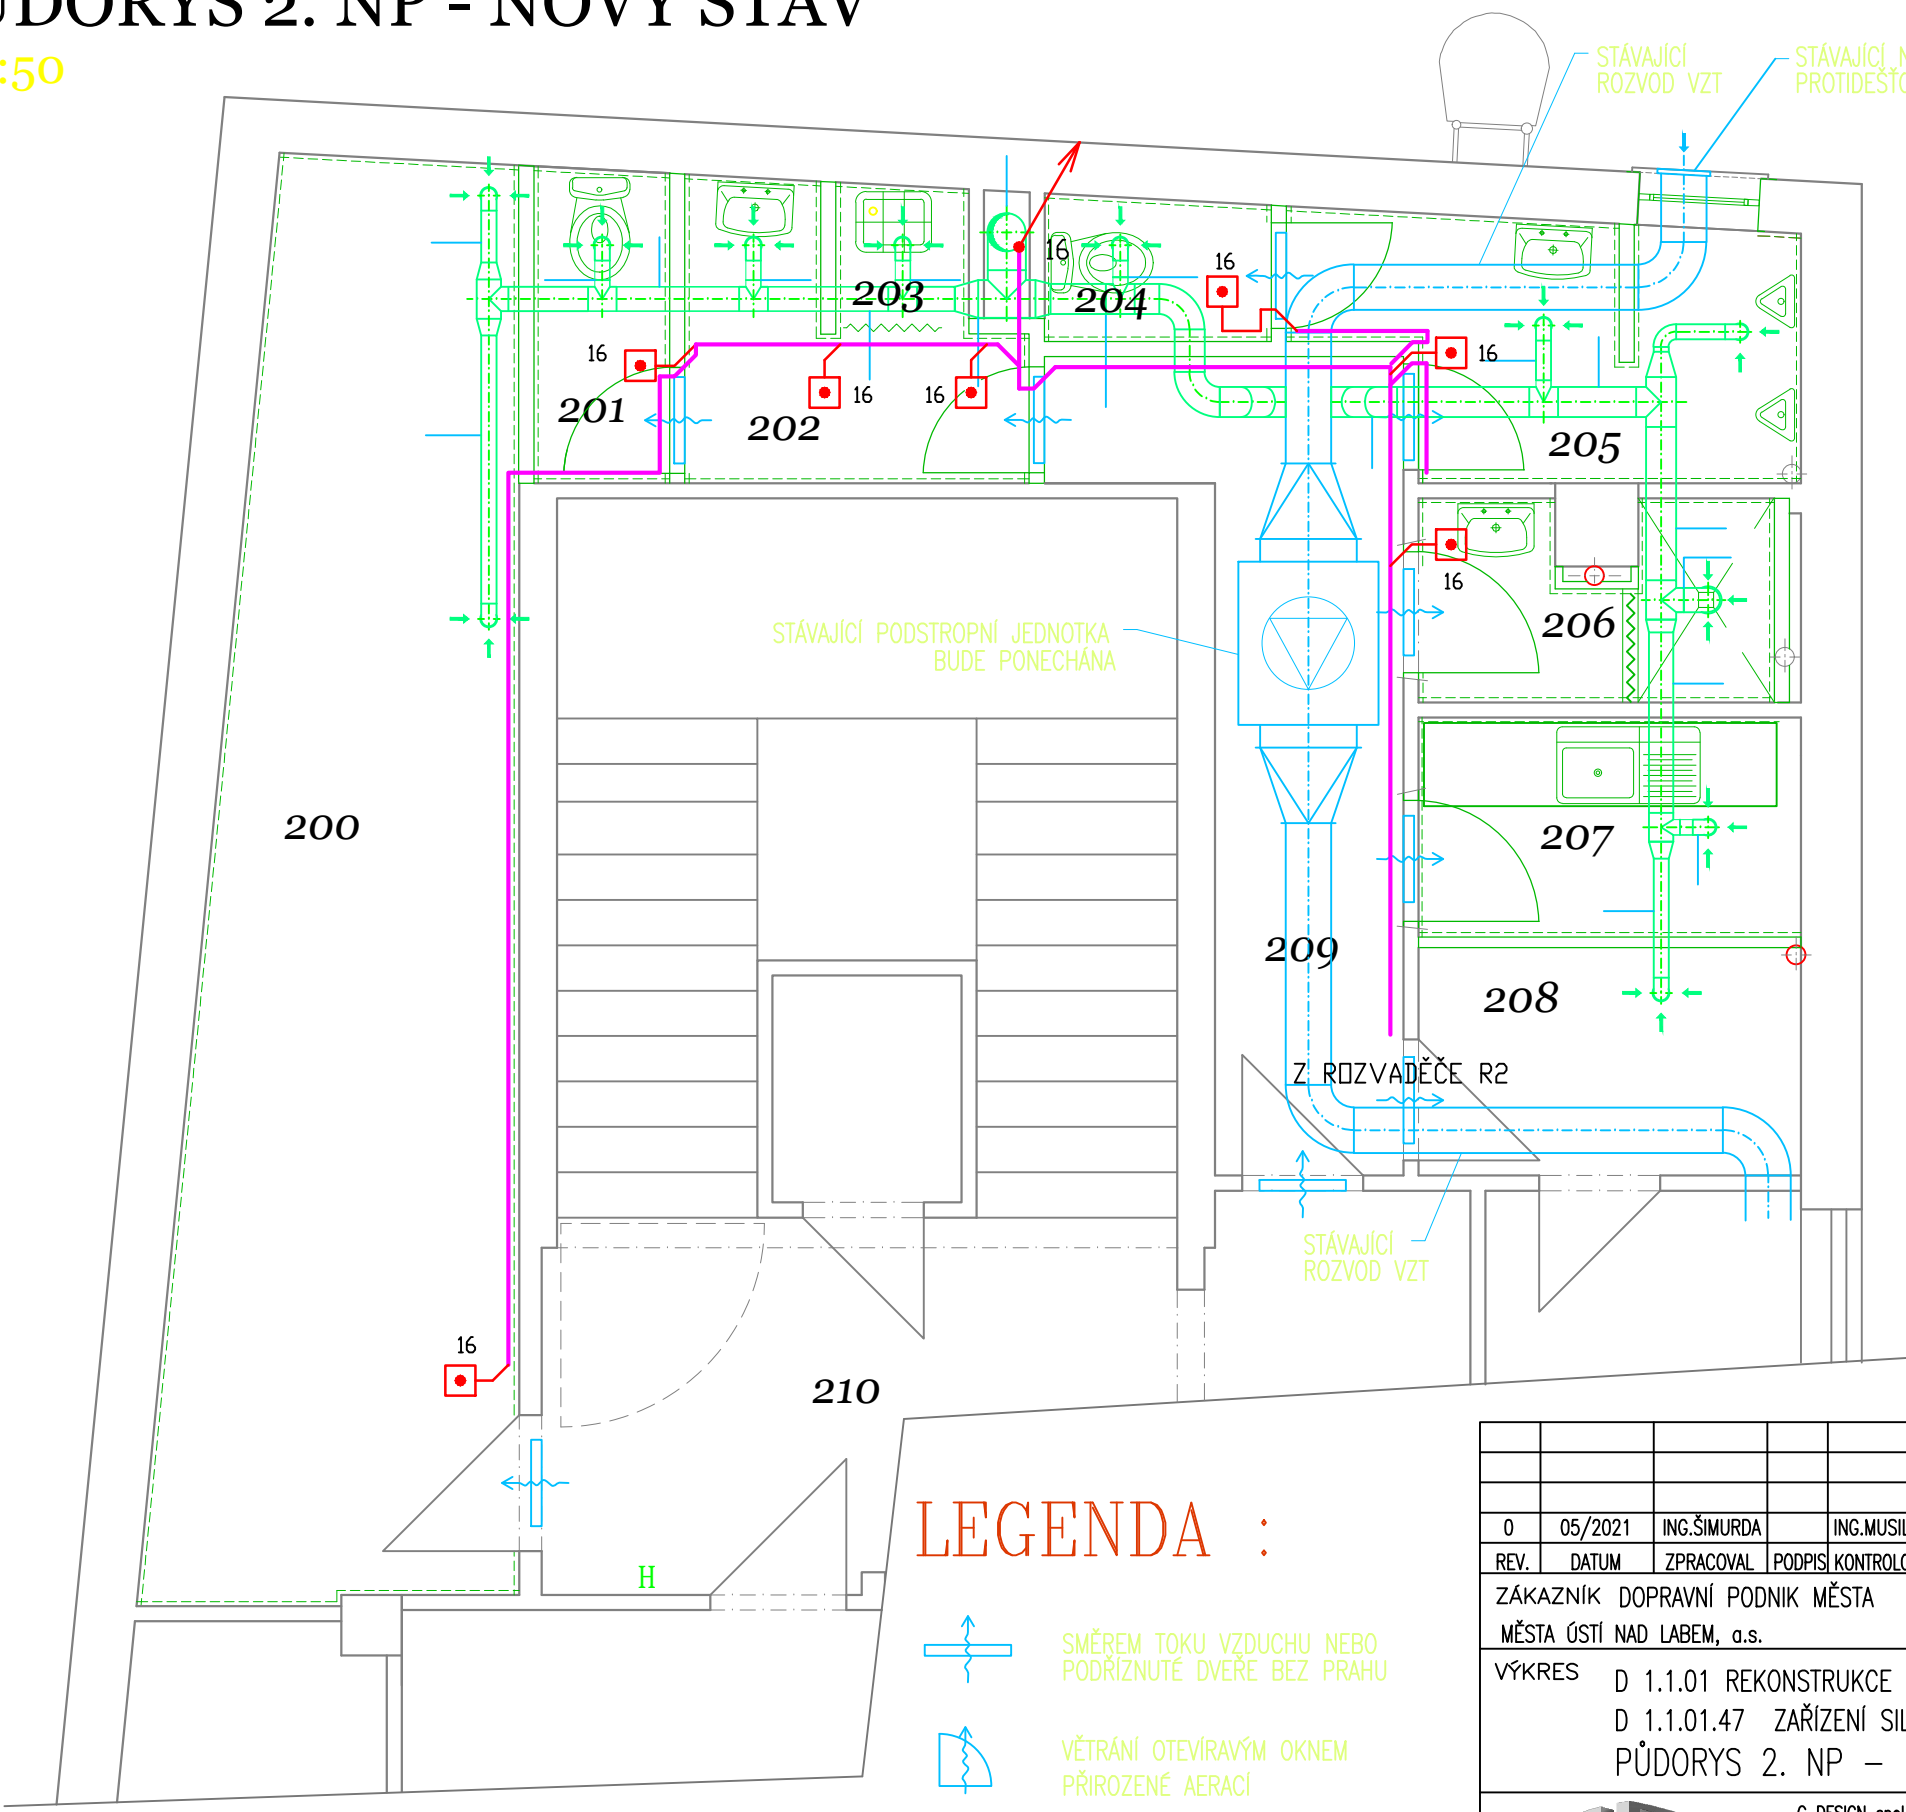 PŮDORYS 2. NP - NOVÝ STAV
:50
STÁVAJÍCÍ
ROZVOD VZT
STÁVAJÍCÍ
16
16
203
204
16
16
16
16
201
202
205
16
206
STÁVAJÍCÍ PODSTROPNÍ JEDNOTKA
BUDE PONECHÁNA
200
207
209
208
Z ROZVADĚČE R2
STÁVAJÍCÍ
ROZVOD VZT
16
210
H
LEGENDA :
SMĚREM TOKU VZDUCHU NEBO
PODŘÍZNUTÉ DVEŘE BEZ PRAHU
VĚTRÁNÍ OTEVÍRAVÝM OKNEM
PŘIROZENÉ AERACÍ
0 05/2021 ING.ŠIMURDA ING.MUSIL
REV. DATUM ZPRACOVAL PODPIS KONTROLO
ZÁKAZNÍK DOPRAVNÍ PODNIK MĚSTA
MĚSTA ÚSTÍ NAD LABEM, a.s.
VÝKRES D 1.1.01 REKONSTRUKCE
D 1.1.01.47 ZAŘÍZENÍ SIL
PŮDORYS 2. NP –